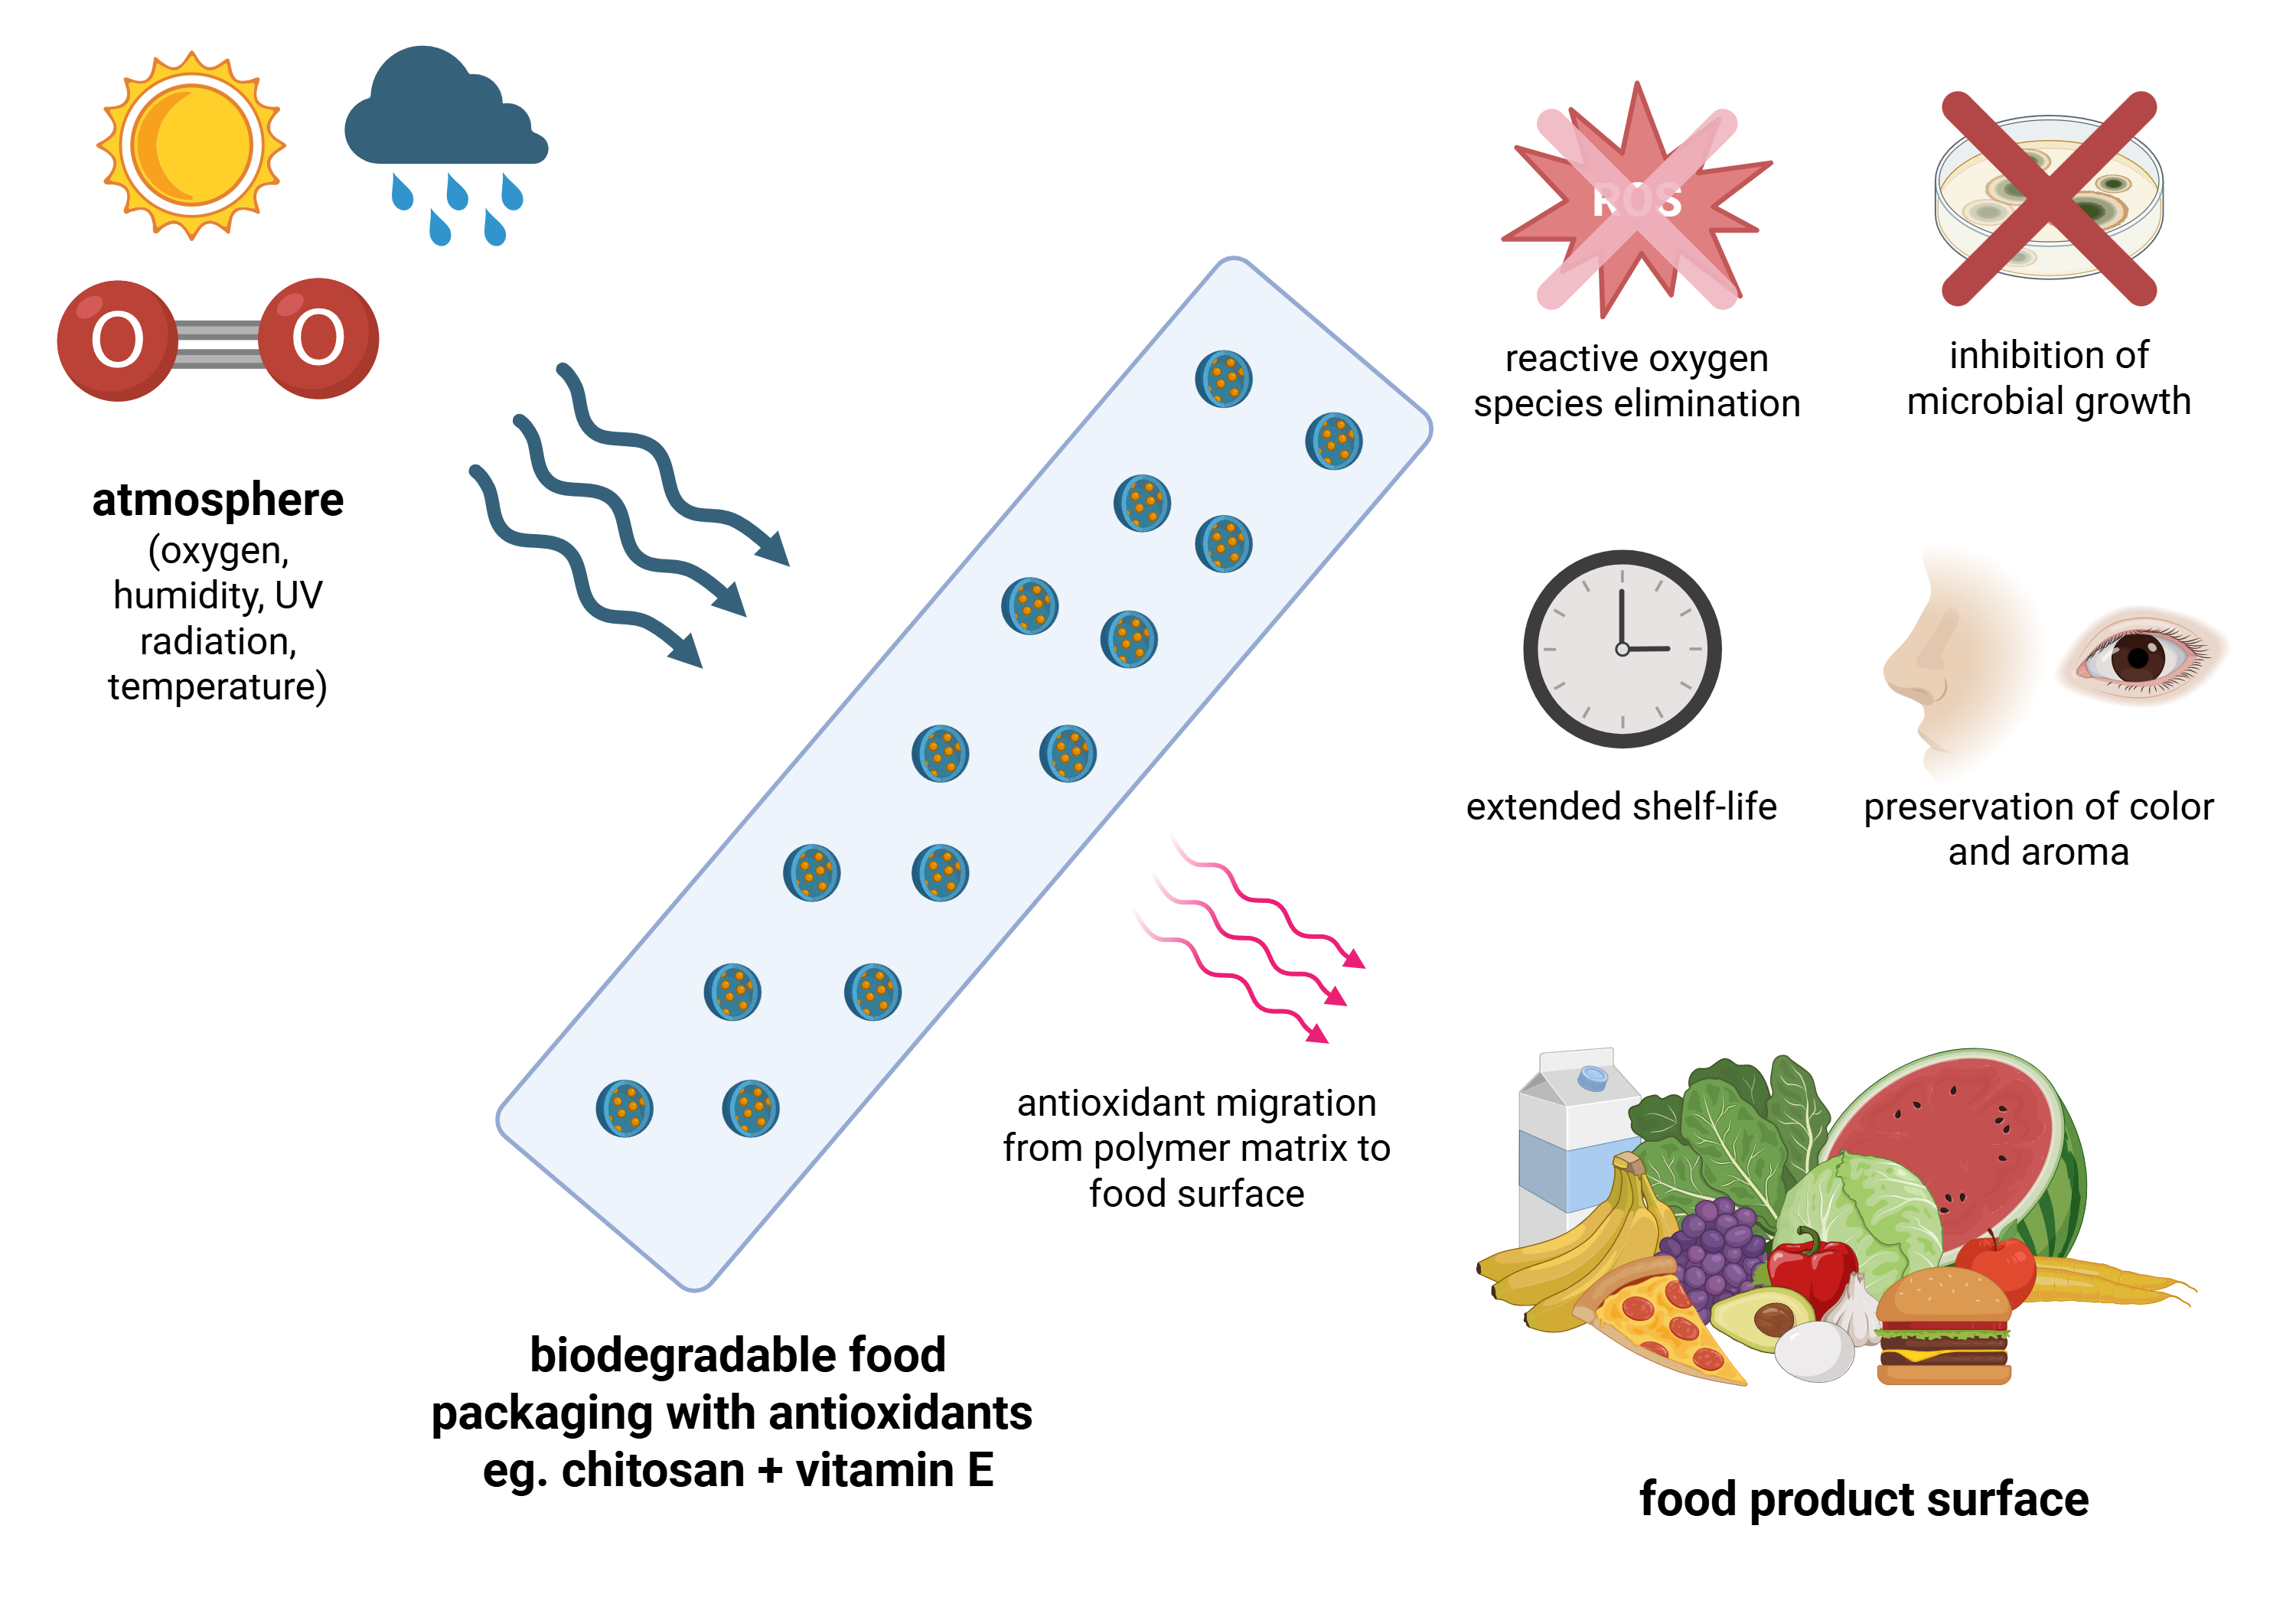 O O
atmosphere
(oxygen,
humidity, UV
radiation,
temperature)
ROS
reactive oxygen
species elimination
inhibition of
microbial growth
extended shelf-life
preservation of color
and aroma
antioxidant migration
from polymer matrix to
food surface
biodegradable food
packaging with antioxidants
eg. chitosan + vitamin E
food product surface